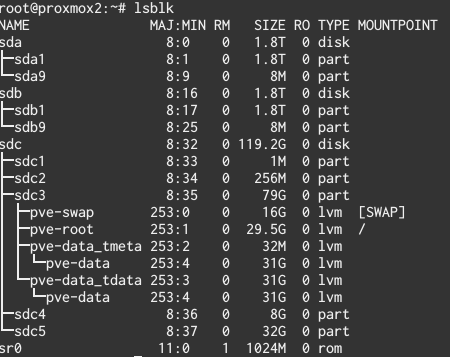 root@proxmox2:~# lsblk
NAME                 MAJ:MIN RM   SIZE RO TYPE MOUNTPOINT
sda                    8:0    0   1.8T  0 disk
├─sda1                 8:1    0   1.8T  0 part
└─sda9                 8:9    0     8M  0 part
sdb                    8:16   0   1.8T  0 disk
├─sdb1                 8:17   0   1.8T  0 part
└─sdb9                 8:25   0     8M  0 part
sdc                    8:32   0 119.2G  0 disk
├─sdc1                 8:33   0     1M  0 part
├─sdc2                 8:34   0   256M  0 part
├─sdc3                 8:35   0    79G  0 part
│ ├─pve-swap         253:0    0    16G  0 lvm  [SWAP]
│ ├─pve-root         253:1    0  29.5G  0 lvm  /
│ ├─pve-data_tmeta   253:2    0    32M  0 lvm
│ │ └─pve-data       253:4    0    31G  0 lvm
│ └─pve-data_tdata   253:3    0    31G  0 lvm
│   └─pve-data       253:4    0    31G  0 lvm
├─sdc4                 8:36   0     8G  0 part
└─sdc5                 8:37   0    32G  0 part
sr0                   11:0    1  1024M  0 rom